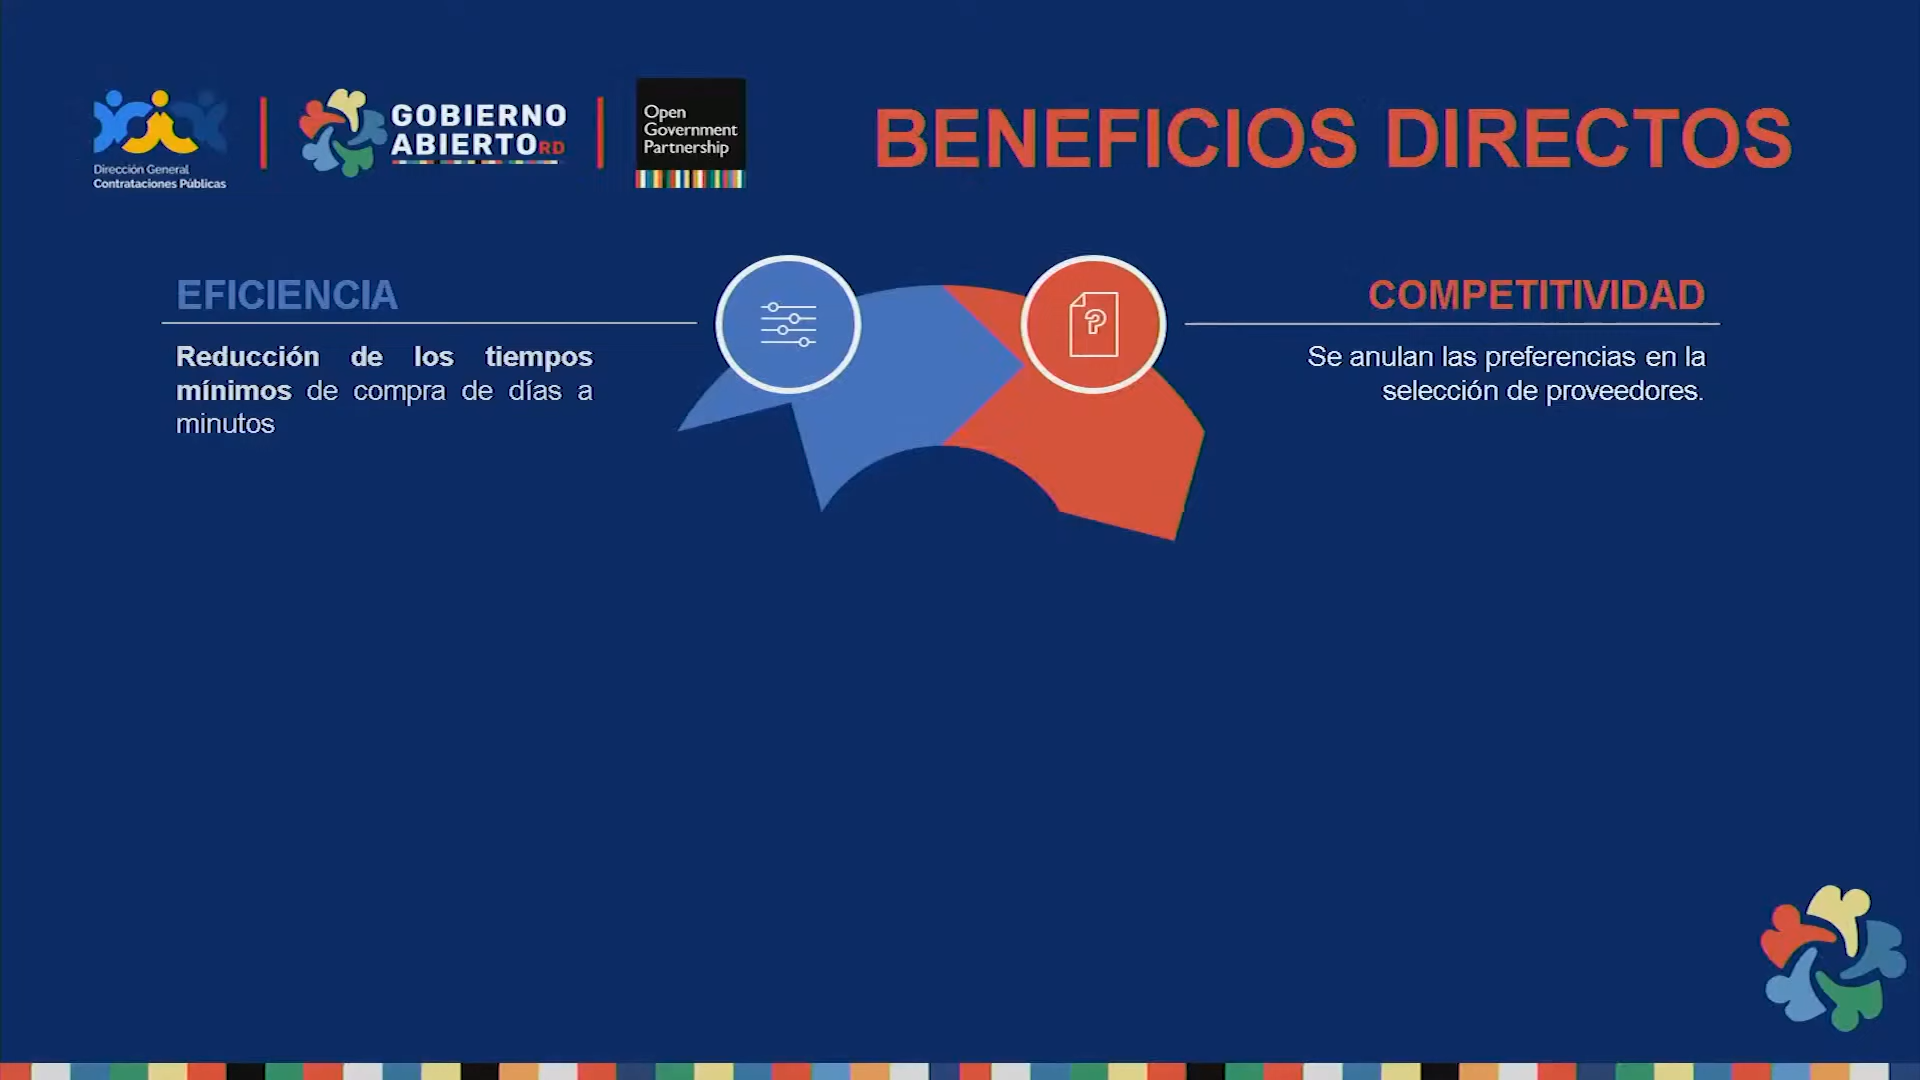 Dirección General
Contrataciones Públicas
GOBIERNO
ABIERTORD
Open
Government
Partnership
BENEFICIOS DIRECTOS
EFICIENCIA
Reducción de los tiempos
mínimos de compra de días a
minutos
?
COMPETITIVIDAD
Se anulan las preferencias en la
selección de proveedores.